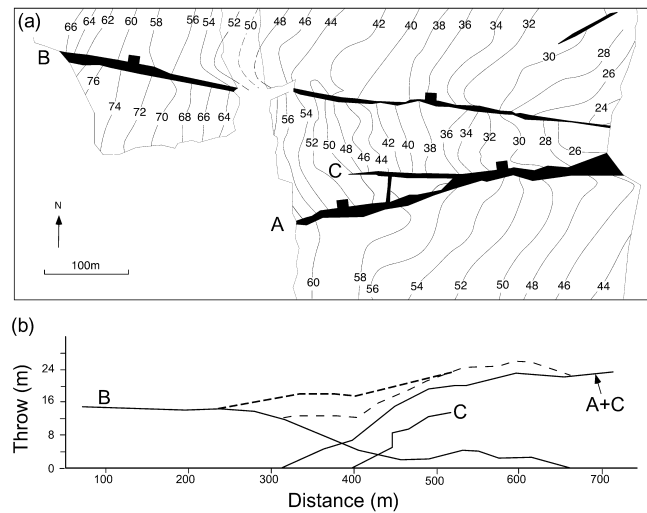 (a)
66 64 62 60 58 56 54 52 50 48 46 44 42 40 38 36 34 32
B
76 74 72 70 68 66 64
30 28 26 24
56 54 52 50 48 46 44 42 40 38 36 34 32 30 28 26
C
A
N
100m
60 58 56 54 52 50 48 46 44
(b)
Throw (m)
24
16
8
0
B
C
A+C
100 200 300 400 500 600 700
Distance (m)